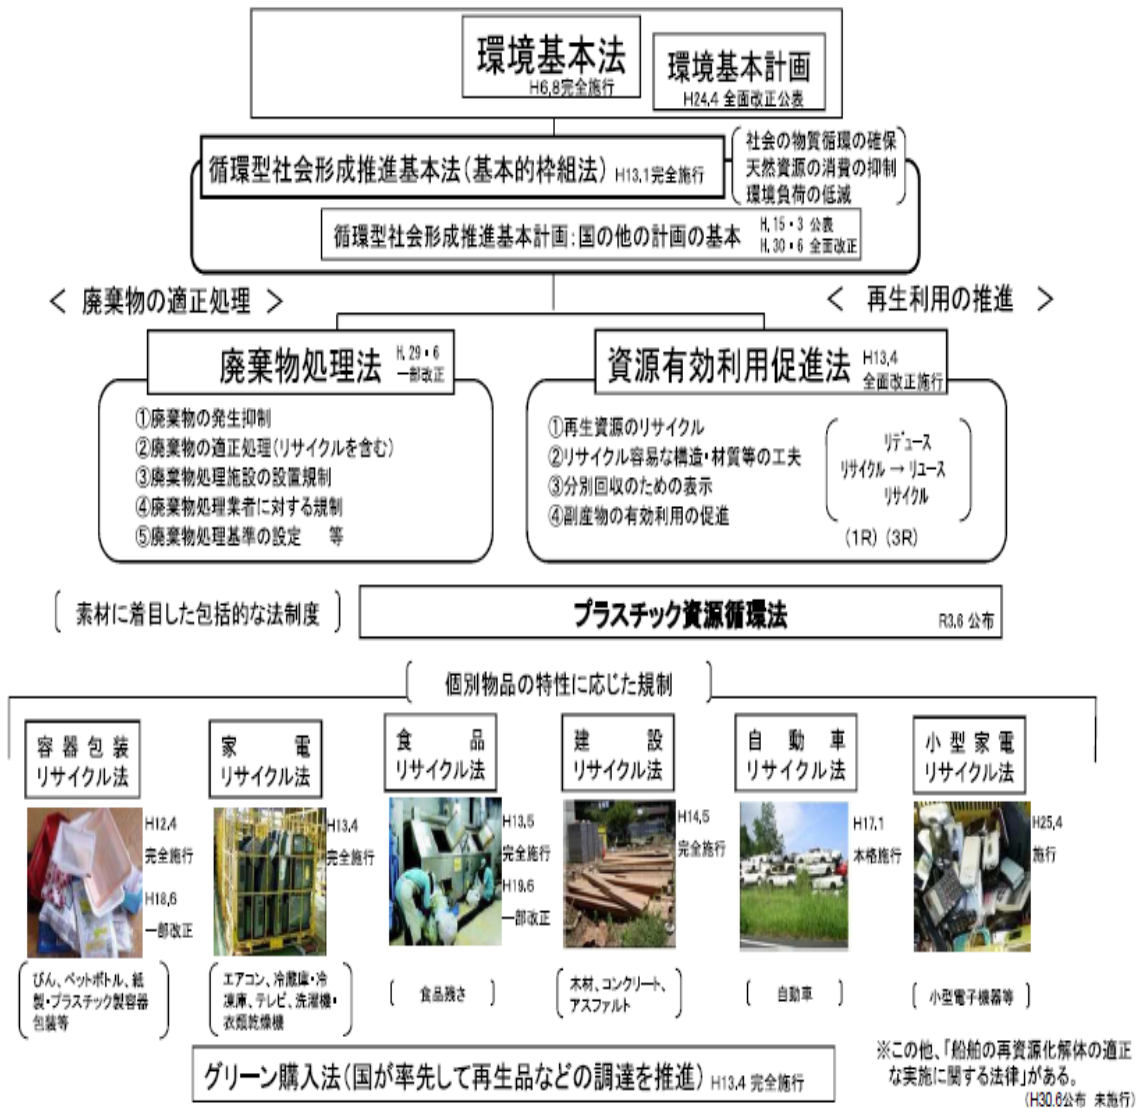 環境基本法
H6,8完全施行
環境基本計画
H24,4 全面改正公表
循環型社会形成推進基本法(基本的枠組法) H13,1完全施行
社会の物質循環の確保
天然資源の消費の抑制
環境負荷の低減
循環型社会形成推進基本計画:国の他の計画の基本
H,15・3 公表
H,30・6 全面改正
< 廃棄物の適正処理 >
< 再生利用の推進 >
廃棄物処理法
H,29・6
一部改正
①廃棄物の発生抑制
②廃棄物の適正処理(リサイクルを含む)
③廃棄物処理施設の設置規制
④廃棄物処理業者に対する規制
⑤廃棄物処理基準の設定 等
資源有効利用促進法
H13,4
全面改正施行
①再生資源のリサイクル
②リサイクル容易な構造・材質等の工夫
③分別回収のための表示
④副産物の有効利用の促進
リデュース
リサイクル → リユース
リサイクル
(1R) (3R)
素材に着目した包括的な法制度
プラスチック資源循環法
R3,6 公布
個別物品の特性に応じた規制
容器包装
リサイクル法
H12,4
完全施行
H18,6
一部改正
びん、ペットボトル、紙
製・プラスチック製容器
包装等
家電
リサイクル法
H13,4
完全施行
エアコン、冷蔵庫・冷
凍庫、テレビ、洗濯機・
衣類乾燥機
食品
リサイクル法
H13,5
完全施行
H19,6
一部改正
食品残さ
建設
リサイクル法
H14,5
完全施行
木材、コンクリート、
アスファルト
自動車
リサイクル法
H17,1
本格施行
自動車
小型家電
リサイクル法
H25,4
施行
小型電子機器等
グリーン購入法(国が率先して再生品などの調達を推進) H13,4 完全施行
※この他、「船舶の再資源化解体の適正
な実施に関する法律」がある。
(H30,6公布 未施行)